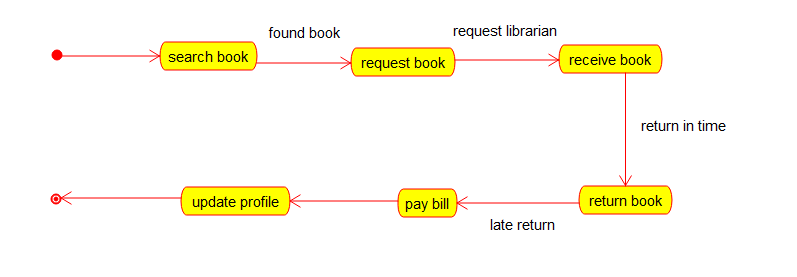 found book
request librarian
search book
request book
receive book
return in time
update profile
pay bill
return book
late return